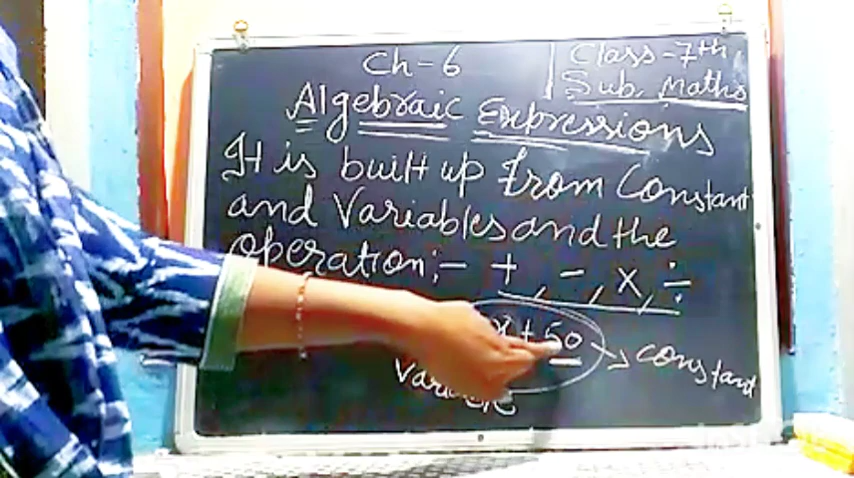 Ch-6
Class-7th
Sub. Maths
Algebraic Expressions
It is built up from Constant
and Variables and the
operation:- +, -, ×, ÷
x + 50 → constant